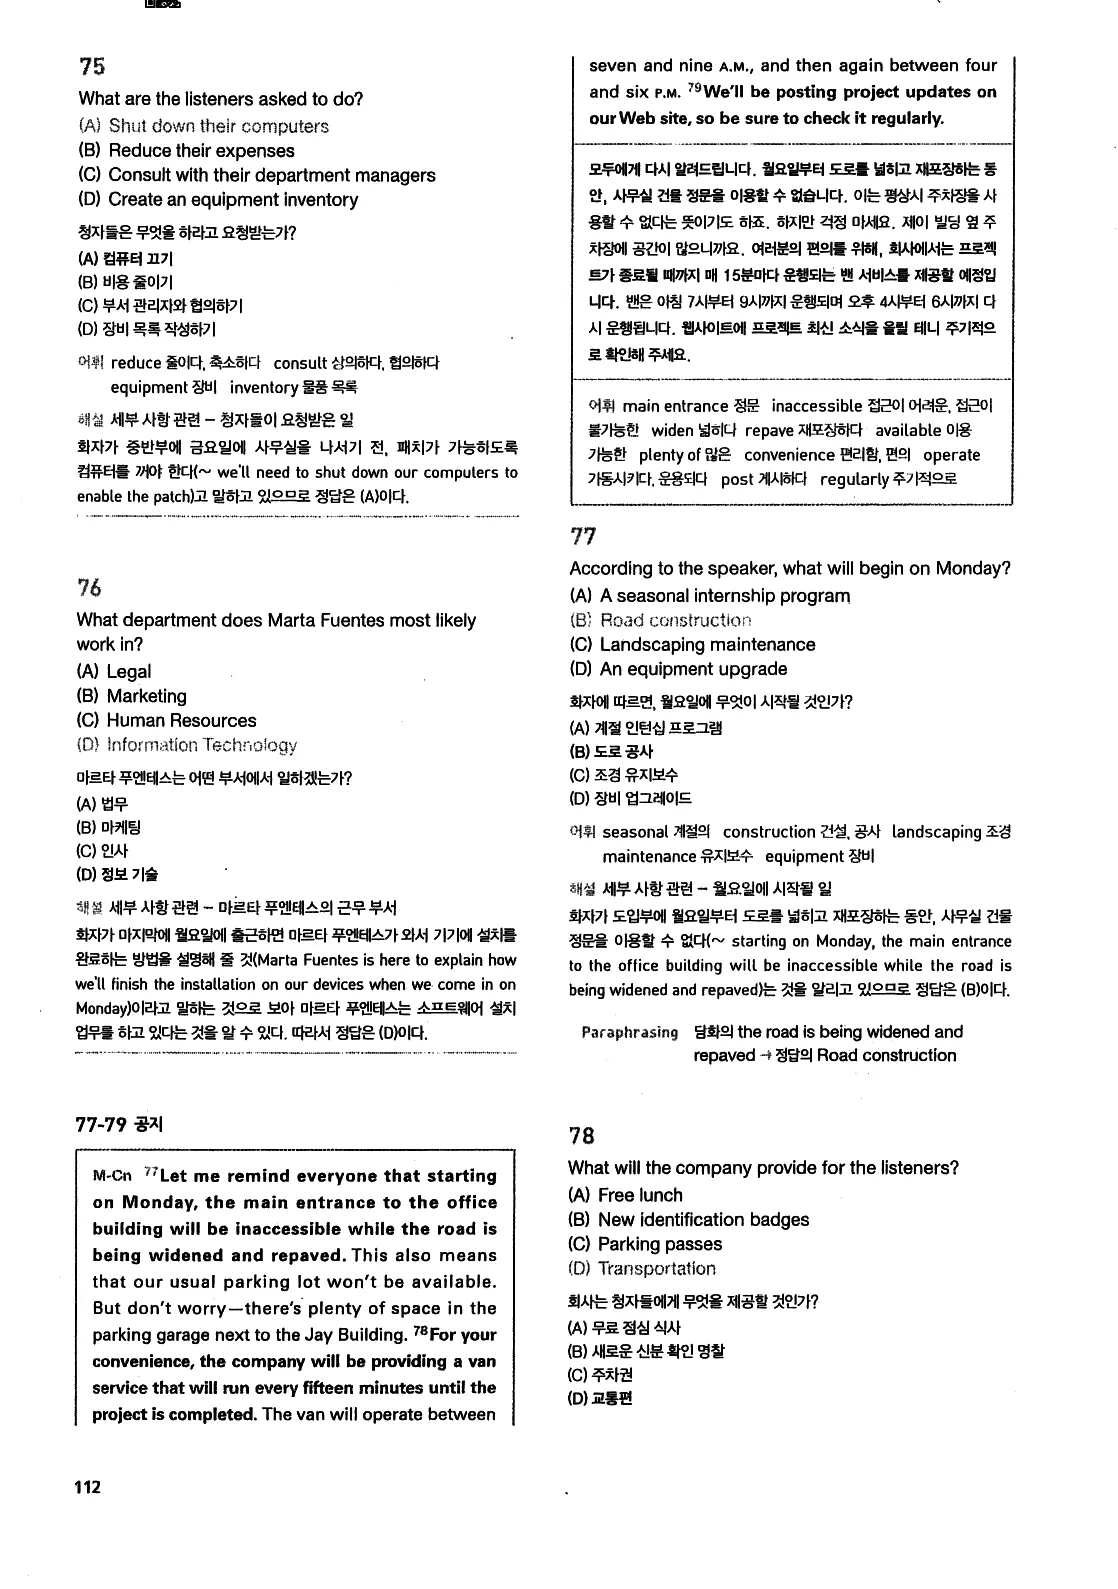 75
What are the listeners asked to do?
(A) Shut down their computers
(B) Reduce their expenses
(C) Consult with their department managers
(D) Create an equipment inventory
청자들은 무엇을 하라고 요청받는가?
(A) 컴퓨터 끄기
(B) 비용 줄이기
(C) 부서 관리자와 협의하기
(D) 장비 목록 작성하기
어휘 reduce 줄이다, 축소하다 consult 상의하다, 협의하다
equipment 장비 inventory 물품 목록
해설 세부 사항 관련 – 청자들이 요청받은 일
화자가 중반부에 금요일에 사무실을 나서기 전, 패치가 가능하도록
컴퓨터를 꺼야 한다(~ we'll need to shut down our computers to
enable the patch)고 말하고 있으므로 정답은 (A)이다.
76
What department does Marta Fuentes most likely
work in?
(A) Legal
(B) Marketing
(C) Human Resources
(D) Information Technology
마르타 푸엔테스는 어떤 부서에서 일하겠는가?
(A) 법무
(B) 마케팅
(C) 인사
(D) 정보 기술
해설 세부 사항 관련 – 마르타 푸엔테스의 근무 부서
화자가 마지막에 월요일에 출근하면 마르타 푸엔테스가 와서 기기에 설치를
완료하는 방법을 설명해 줄 것(Marta Fuentes is here to explain how
we'll finish the installation on our devices when we come in on
Monday)이라고 말하는 것으로 보아 마르타 푸엔테스는 소프트웨어 설치
업무를 하고 있다는 것을 알 수 있다. 따라서 정답은 (D)이다.
77-79 공지
M-Cn 77Let me remind everyone that starting
on Monday, the main entrance to the office
building will be inaccessible while the road is
being widened and repaved. This also means
that our usual parking lot won't be available.
But don't worry—there's plenty of space in the
parking garage next to the Jay Building. 78For your
convenience, the company will be providing a van
service that will run every fifteen minutes until the
project is completed. The van will operate between
112
seven and nine A.M., and then again between four
and six P.M. 79We'll be posting project updates on
our Web site, so be sure to check it regularly.
모두에게 다시 알려드립니다. 월요일부터 도로를 넓히고 재포장하는 동
안, 사무실 건물 정문을 이용할 수 없습니다. 이는 평상시 주차장을 사
용할 수 없다는 뜻이기도 하죠. 하지만 걱정 마세요. 제이 빌딩 옆 주
차장에 공간이 많으니까요. 여러분의 편의를 위해, 회사에서는 프로젝
트가 종료될 때까지 매 15분마다 운행되는 밴 서비스를 제공할 예정입
니다. 밴은 아침 7시부터 9시까지 운행되며 오후 4시부터 6시까지 다
시 운행됩니다. 웹사이트에 프로젝트 최신 소식을 올릴 테니 주기적으
로 확인해 주세요.
어휘 main entrance 정문 inaccessible 접근이 어려운, 접근이
불가능한 widen 넓히다 repave 재포장하다 available 이용
가능한 plenty of 많은 convenience 편리함, 편의 operate
가동시키다, 운용되다 post 게시하다 regularly 주기적으로
77
According to the speaker, what will begin on Monday?
(A) A seasonal internship program
(B) Road construction
(C) Landscaping maintenance
(D) An equipment upgrade
화자에 따르면, 월요일에 무엇이 시작될 것인가?
(A) 계절 인턴십 프로그램
(B) 도로 공사
(C) 조경 유지보수
(D) 장비 업그레이드
어휘 seasonal 계절의 construction 건설, 공사 landscaping 조경
maintenance 유지보수 equipment 장비
해설 세부 사항 관련 – 월요일에 시작될 일
화자가 도입부에 월요일부터 도로를 넓히고 재포장하는 동안, 사무실 건물
정문을 이용할 수 없다(~ starting on Monday, the main entrance
to the office building will be inaccessible while the road is
being widened and repaved)는 것을 알리고 있으므로 정답은 (B)이다.
Paraphrasing 담화의 the road is being widened and
repaved → 정답의 Road construction
78
What will the company provide for the listeners?
(A) Free lunch
(B) New identification badges
(C) Parking passes
(D) Transportation
회사는 청자들에게 무엇을 제공할 것인가?
(A) 무료 점심 식사
(B) 새로운 신분 확인 명찰
(C) 주차권
(D) 교통편